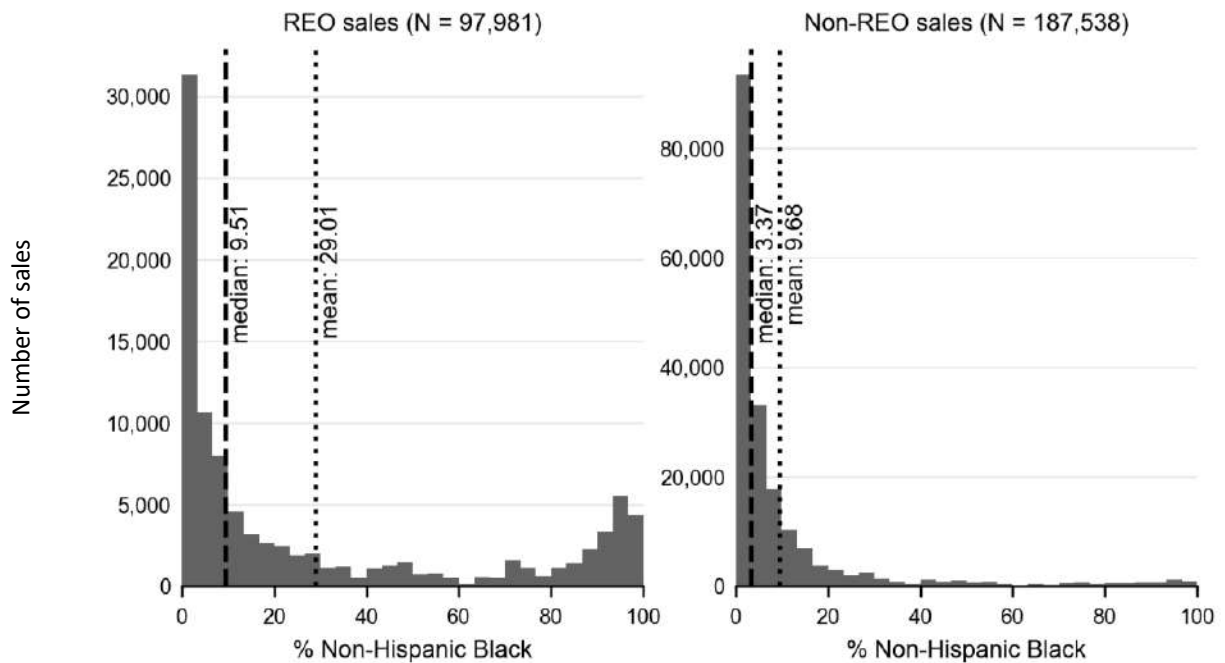 REO sales (N = 97,981)
Number of sales
30,000
25,000
20,000
15,000
10,000
5,000
0
median: 9.51
mean: 29.01
0 20 40 60 80 100
% Non-Hispanic Black
Non-REO sales (N = 187,538)
80,000
60,000
40,000
20,000
0
median: 3.37
mean: 9.68
0 20 40 60 80 100
% Non-Hispanic Black